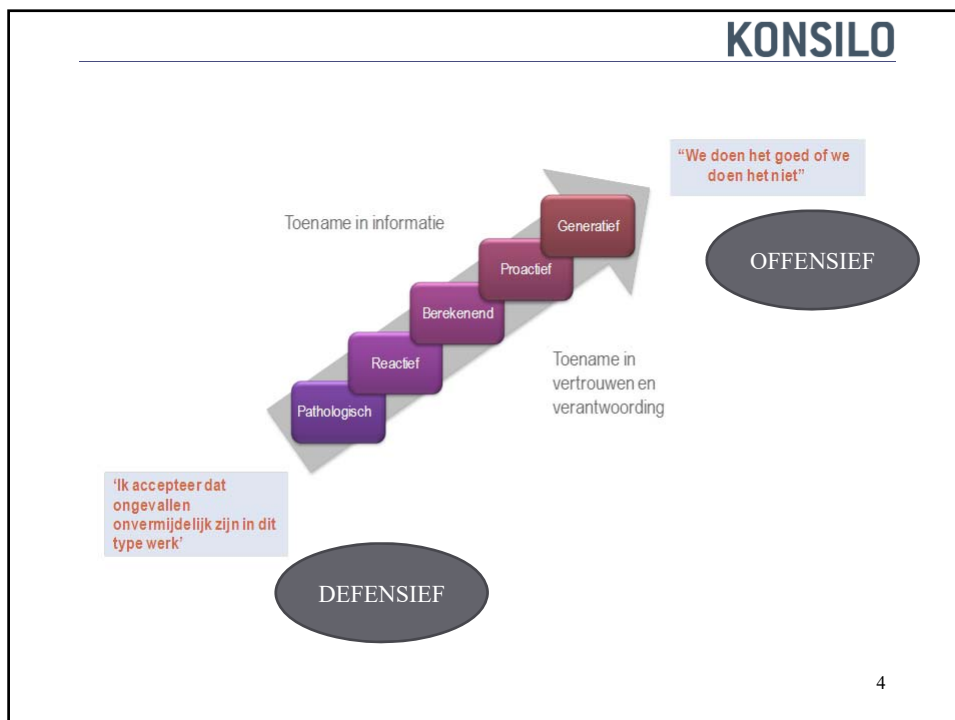 KONSILO
“We doen het goed of we
doen het niet”
OFFENSIEF
Toename in informatie
Generatief
Proactief
Berekenend
Reactief
Pathologisch
Toename in
vertrouwen en
verantwoording
‘Ik accepteer dat
ongevallen
onvermijdelijk zijn in dit
type werk’
DEFENSIEF
4